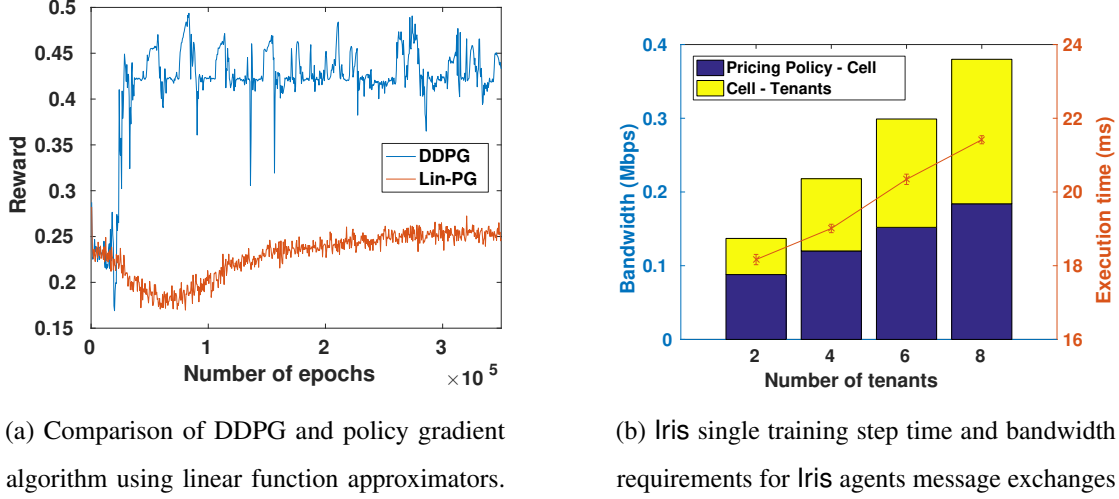 0.5
0.45
0.4
0.35
0.3
0.25
0.2
0.15
Reward
DDPG
Lin-PG
0
1
2
3
Number of epochs
×10 5
0.4
0.3
0.2
0.1
0
Bandwidth (Mbps)
2
4
6
8
Pricing Policy - Cell
Cell - Tenants
24
22
20
18
16
Execution time (ms)
2
4
6
8
Number of tenants
(a) Comparison of DDPG and policy gradient
algorithm using linear function approximators.
(b) Iris single training step time and bandwidth
requirements for Iris agents message exchanges